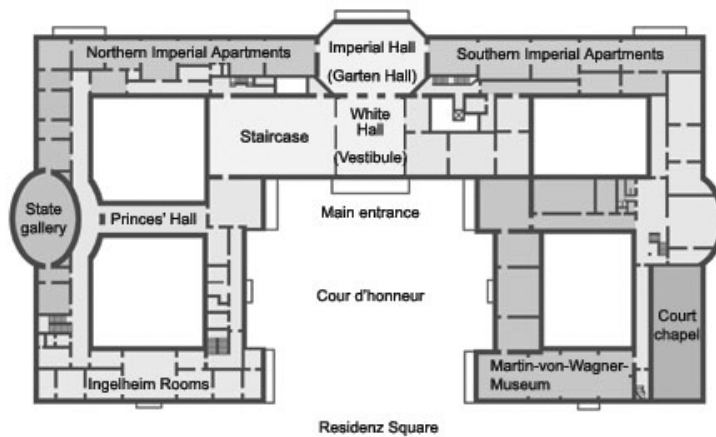 Northern Imperial Apartments
Imperial Hall
(Garten Hall)
Southern Imperial Apartments
Staircase
White
Hall
(Vestibule)
State
gallery
Princes' Hall
Main entrance
Cour d'honneur
Court
chapel
Ingelheim Rooms
Martin-von-Wagner-
Museum
Residenz Square